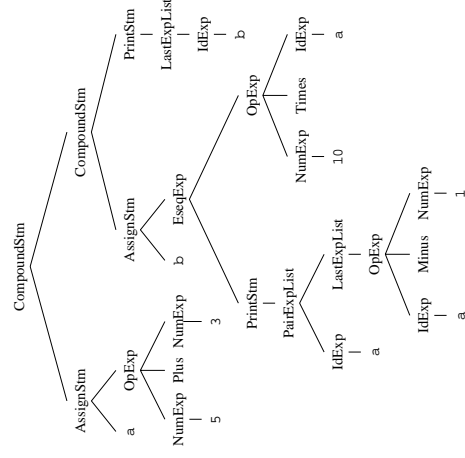 CompoundStm
AssignStm CompoundStm
a OpExp AssignStm PrintStm
NumExp Plus NumExp b EseqExp LastExpList
5 3 IdExp
b
PrintStm OpExp
PairExpList NumExp Times IdExp
IdExp LastExpList 10 a
a OpExp
IdExp Minus NumExp
a 1